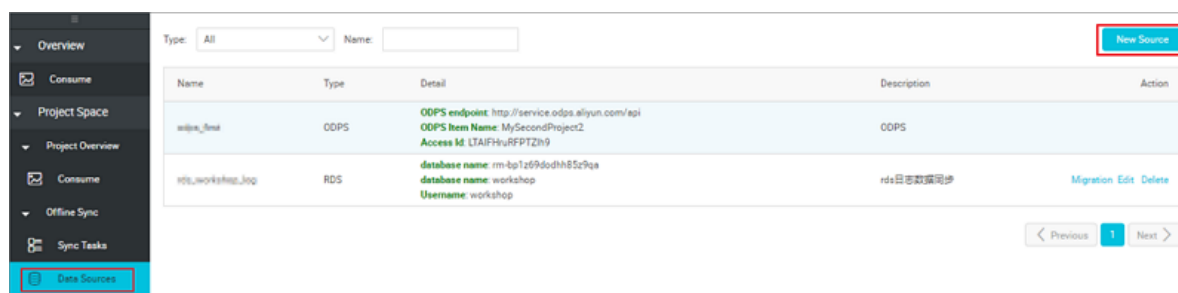 Overview
Consume
Project Space
Project Overview
Consume
Offline Sync
Sync Tasks
Data Sources
Type: All Name:
New Source
Name Type Detail Description Action
ODPS
ODPS endpoint: http://service.odps.aliyun.com/api
ODPS Item Name: MySecondProject2
Access Id: LTAIFHruRFPTZlh9
ODPS
RDS
database name: rm-bp1z69dodhh85z9qa
database name: workshop
Username: workshop
rds日志数据同步
Migration Edit Delete
Previous 1 Next